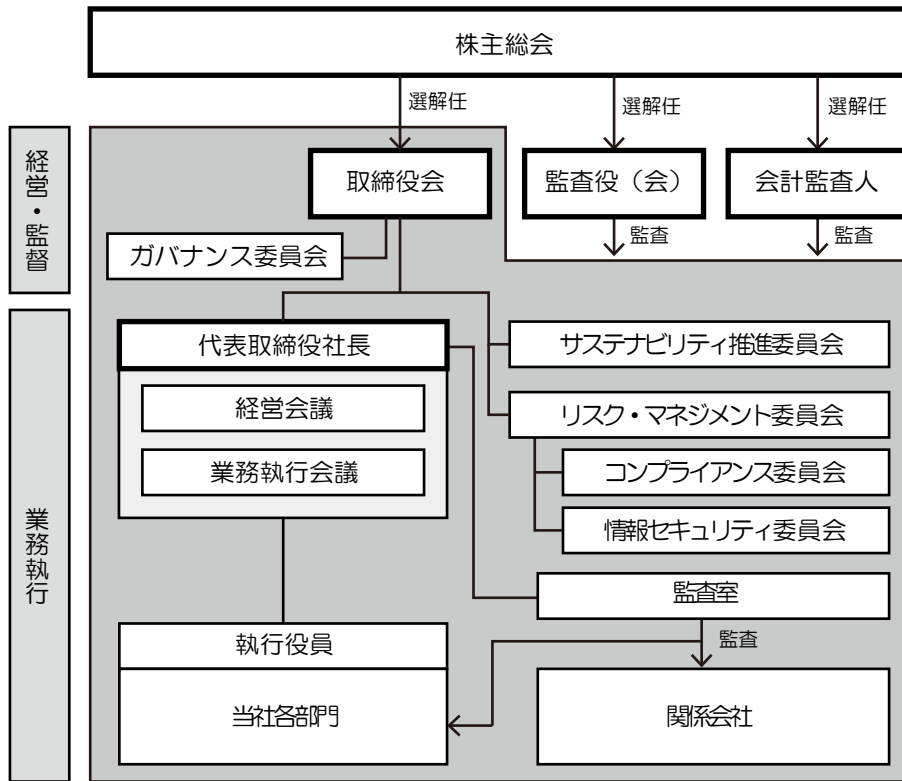 株主総会
選解任
選解任
選解任
経営・監督
取締役会
監査役（会）
会計監査人
監査
監査
ガバナンス委員会
業務執行
代表取締役社長
サステナビリティ推進委員会
経営会議
リスク・マネジメント委員会
業務執行会議
コンプライアンス委員会
情報セキュリティ委員会
監査室
執行役員
監査
当社各部門
関係会社